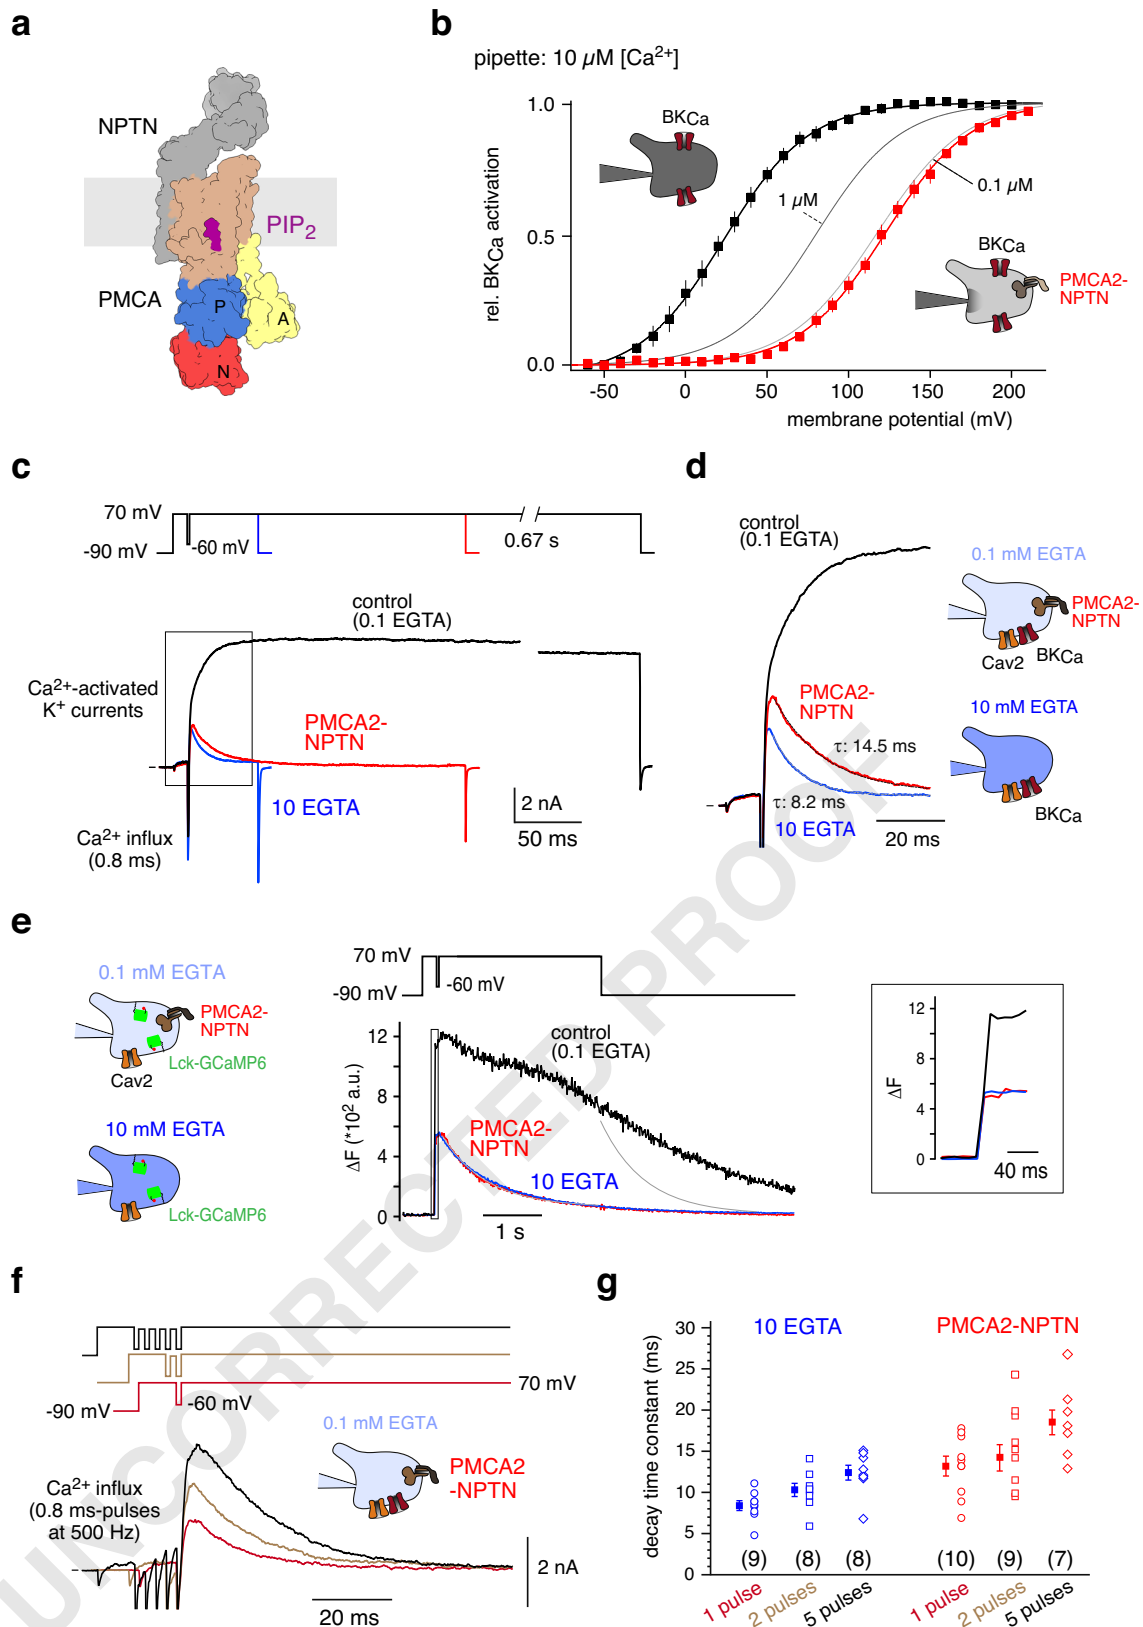 a
NPTN
PIP2
PMCA
P
A
N
b
pipette: 10 µM [Ca2+]
1.0
0.5
0.0
rel. BKCa activation
BKCa
1 µM
0.1 µM
BKCa
PMCA2-
NPTN
-50
0
50
100
150
200
membrane potential (mV)
c
70 mV
-90 mV
-60 mV
0.67 s
control
(0.1 EGTA)
Ca2+-activated
K+ currents
PMCA2-
NPTN
10 EGTA
Ca2+ influx
(0.8 ms)
2 nA
50 ms
d
control
(0.1 EGTA)
0.1 mM EGTA
PMCA2-
NPTN
Cav2
BKCa
PMCA2-
NPTN
τ: 14.5 ms
10 mM EGTA
τ: 8.2 ms
10 EGTA
20 ms
BKCa
e
0.1 mM EGTA
PMCA2-
NPTN
Lck-GCaMP6
Cav2
10 mM EGTA
Lck-GCaMP6
70 mV
-90 mV
-60 mV
control
(0.1 EGTA)
12
8
4
0
ΔF (*10² a.u.)
PMCA2-
NPTN
10 EGTA
1 s
12
8
4
0
ΔF
40 ms
f
70 mV
-90 mV
-60 mV
0.1 mM EGTA
PMCA2
-NPTN
Ca2+ influx
(0.8 ms-pulses
at 500 Hz)
2 nA
20 ms
g
10 EGTA
PMCA2-NPTN
30
25
20
15
10
5
0
decay time constant (ms)
(9)
(8)
(8)
(10)
(9)
(7)
1 pulse
2 pulses
5 pulses
1 pulse
2 pulses
5 pulses
UNCORRECTED PROOF